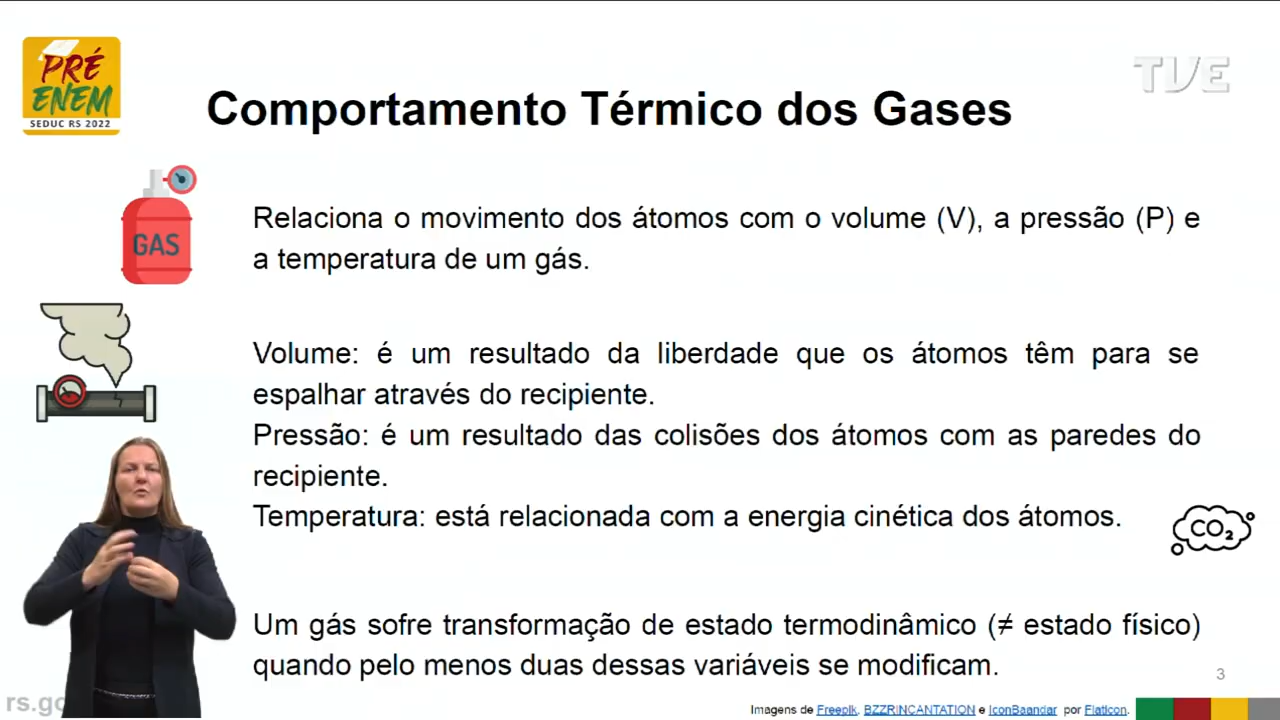 PRÉ
ENEM
SEDUC RS 2022
TVE
Comportamento Térmico dos Gases
GAS
Relaciona o movimento dos átomos com o volume (V), a pressão (P) e
a temperatura de um gás.
Volume: é um resultado da liberdade que os átomos têm para se
espalhar através do recipiente.
Pressão: é um resultado das colisões dos átomos com as paredes do
recipiente.
Temperatura: está relacionada com a energia cinética dos átomos.
CO₂
Um gás sofre transformação de estado termodinâmico (≠ estado físico)
quando pelo menos duas dessas variáveis se modificam.
3
rs.go
Imagens de Freepik, BZZRINCANTATION e IconBaandar por Flaticon.